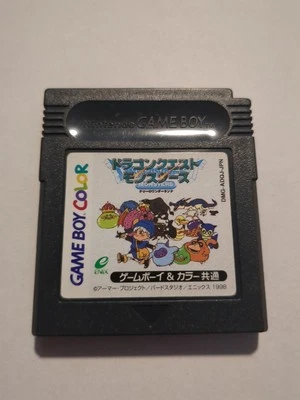 Nintendo GAME BOY
ドラゴンクエスト
モンスターズ
テリーのワンダーランド
GAME BOY COLOR
DMG-ADQJ-JPN
ENIX
ゲームボーイ & カラー共通
©アーマー プロジェクト/バードスタジオ/エニックス 1998